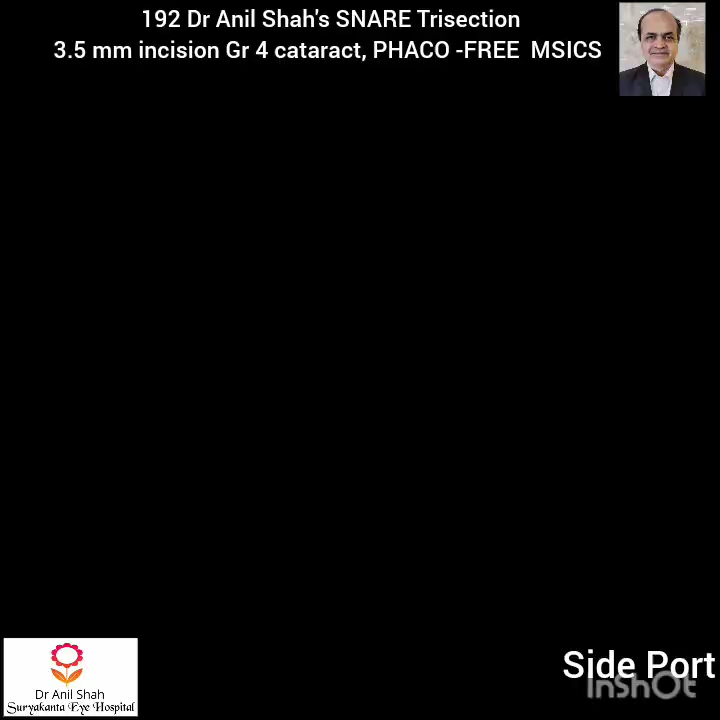 192 Dr Anil Shah's SNARE Trisection
3.5 mm incision Gr 4 cataract, PHACO -FREE  MSICS
Side Port
InShOt
Dr Anil Shah
Suryakanta Eye Hospital